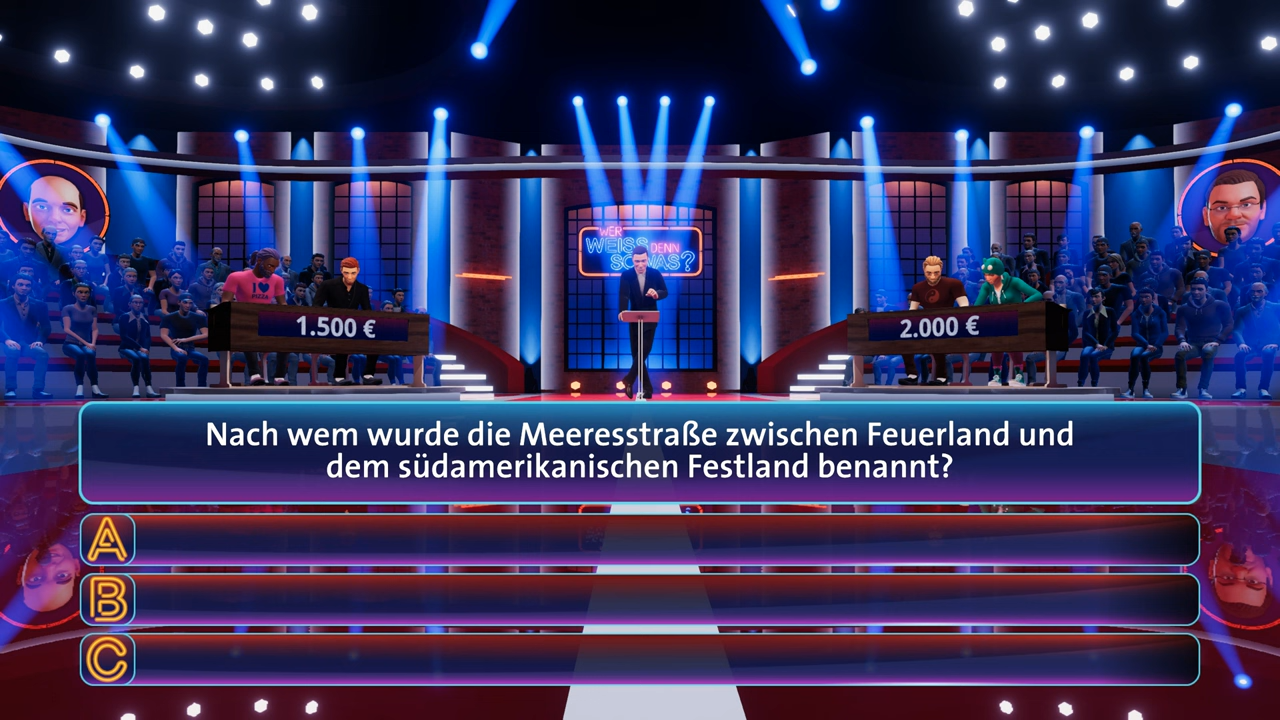 WER
WEISS DENN
SOWAS?
I
PIZZA
1.500 €
2.000 €
Nach wem wurde die Meeresstraße zwischen Feuerland und
dem südamerikanischen Festland benannt?
A
B
C